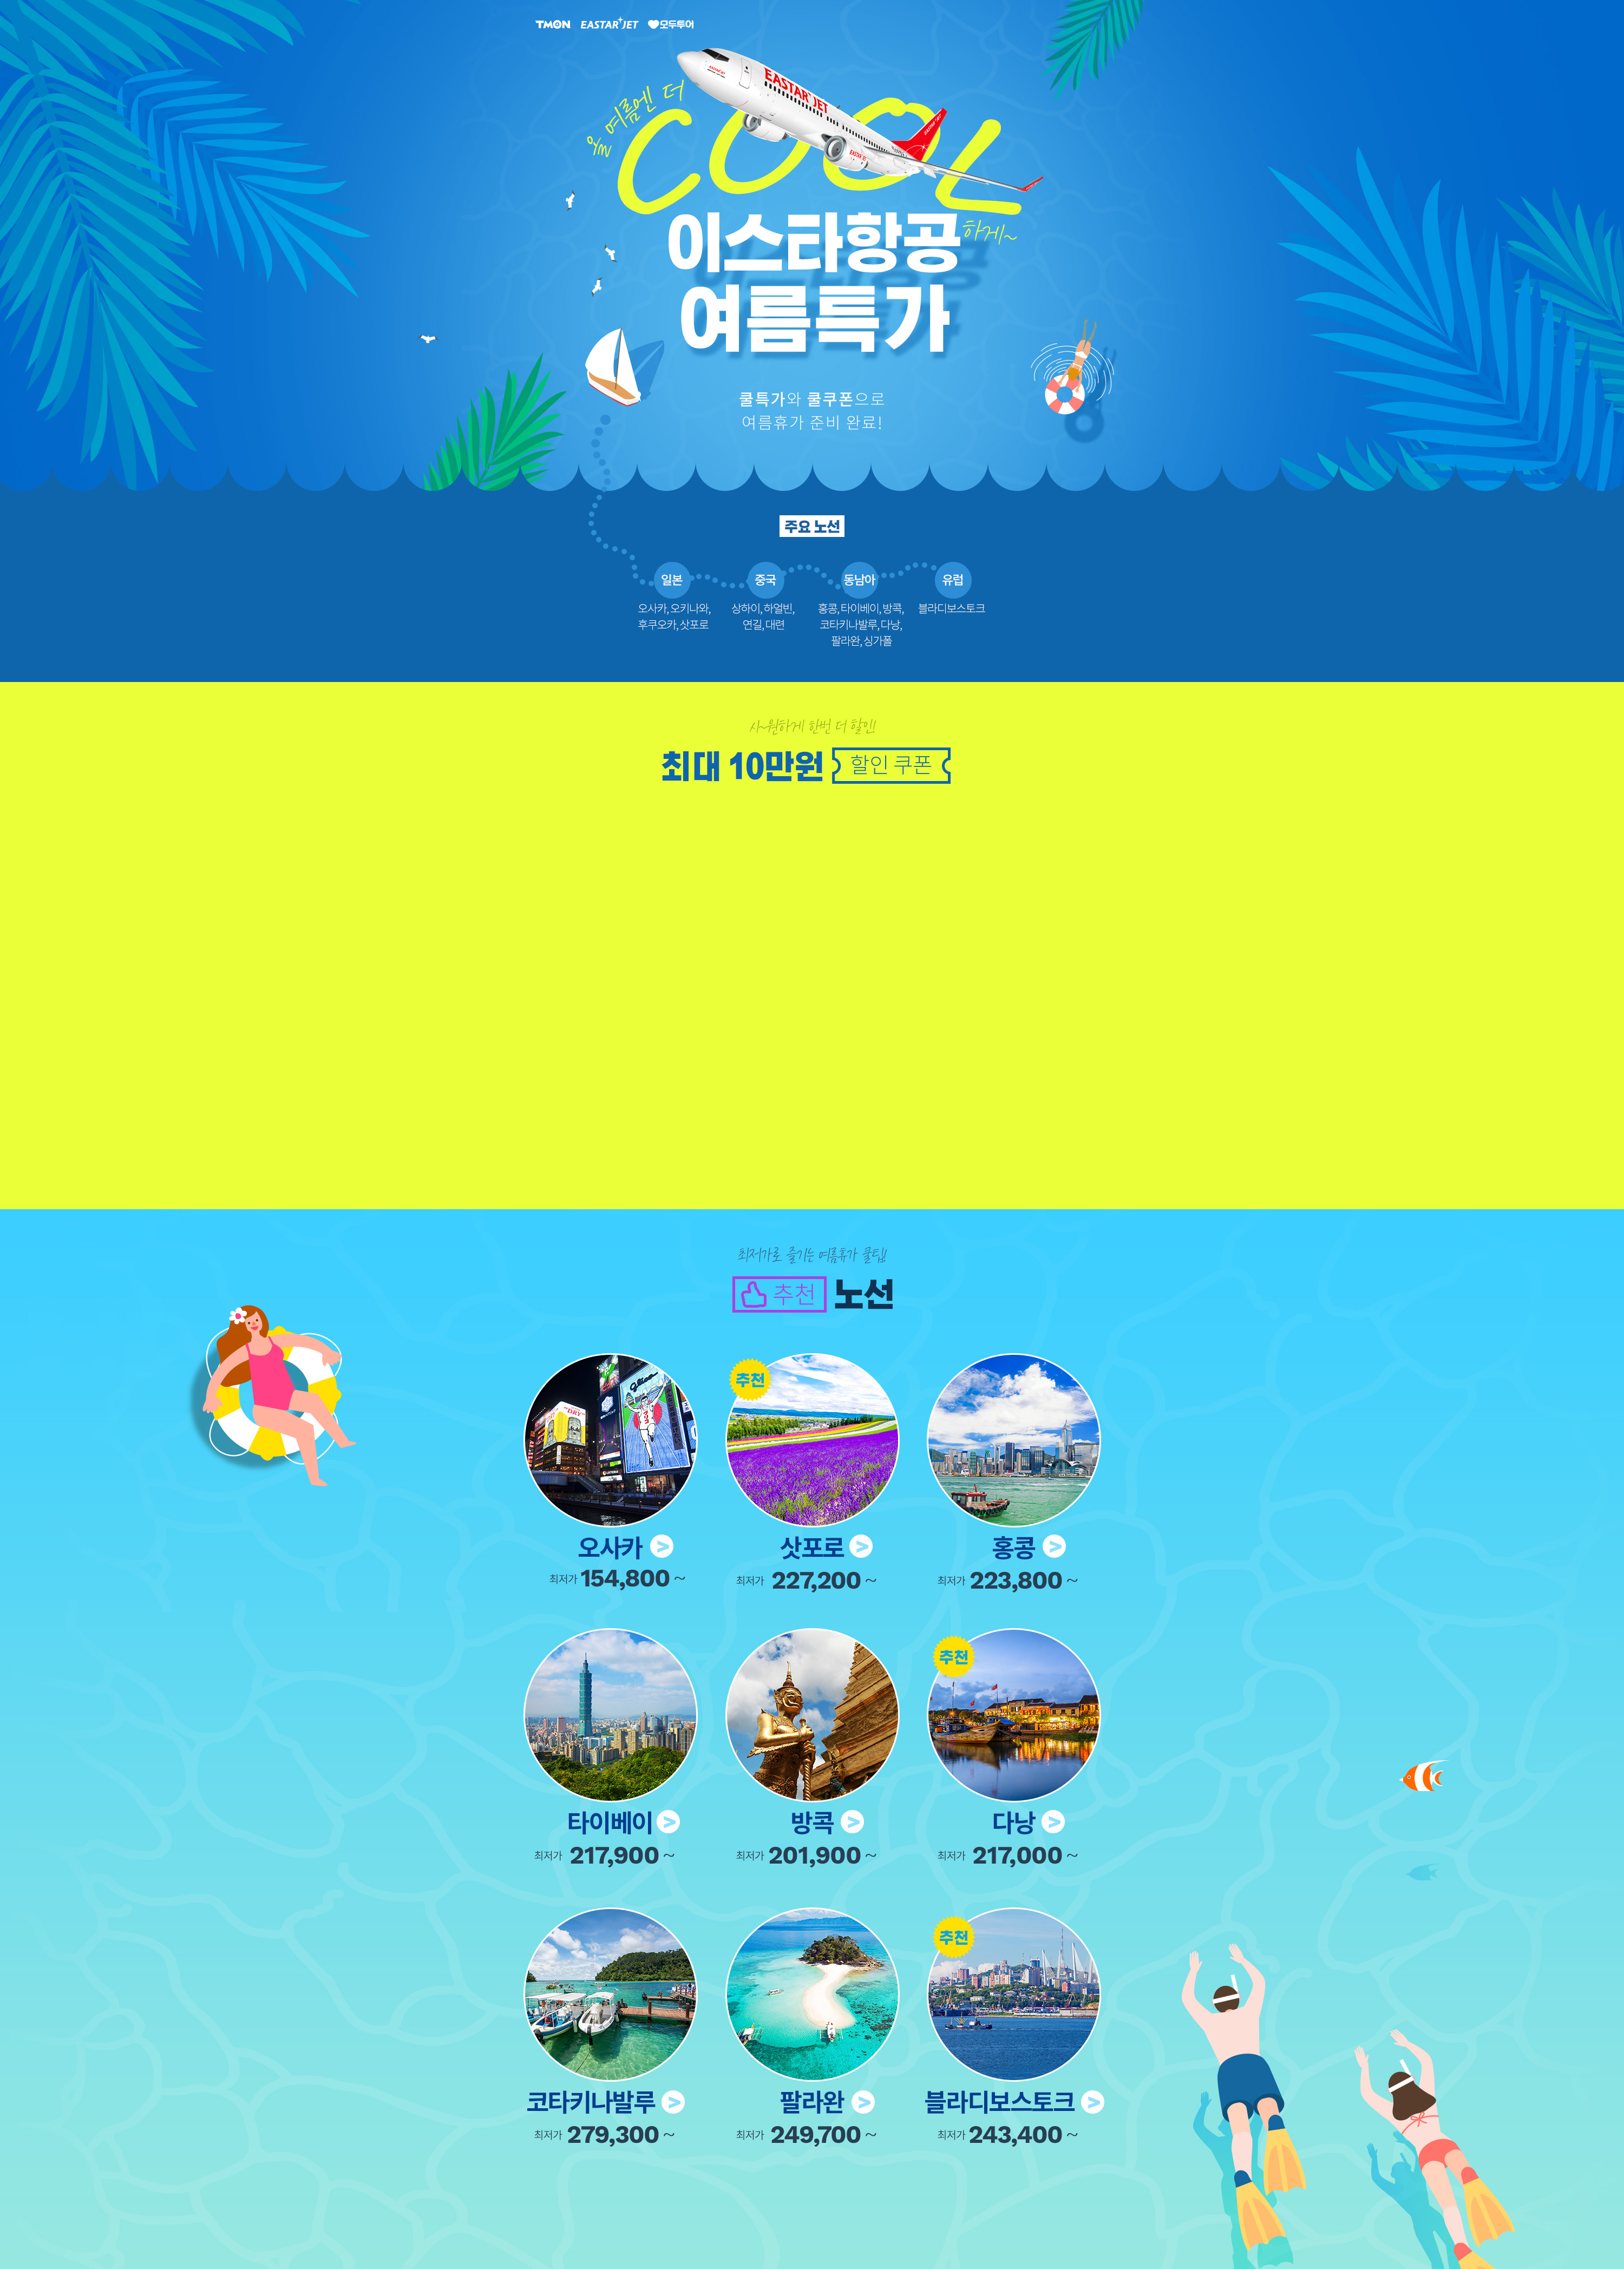 TMON EASTAR JET 모두투어
EASTAR JET
올 여름엔 더
COOL
하게~
이스타항공
여름특가
쿨특가와 쿨쿠폰으로
여름휴가 준비 완료!
주요 노선
일본
오사카, 오키나와,
후쿠오카, 삿포로
중국
상하이, 하얼빈,
연길, 대련
동남아
홍콩, 타이베이, 방콕,
코타키나발루, 다낭,
팔라완, 싱가폴
유럽
블라디보스토크
사~원하게 한번 더 할인!
최대 10만원 할인 쿠폰
최저가로 즐기는 여름휴가 쿨팁!
추천 노선
오사카 >
최저가 154,800 ~
추천
삿포로 >
최저가 227,200 ~
홍콩 >
최저가 223,800 ~
타이베이 >
최저가 217,900 ~
방콕 >
최저가 201,900 ~
추천
다낭 >
최저가 217,000 ~
코타키나발루 >
최저가 279,300 ~
팔라완 >
최저가 249,700 ~
추천
블라디보스토크 >
최저가 243,400 ~